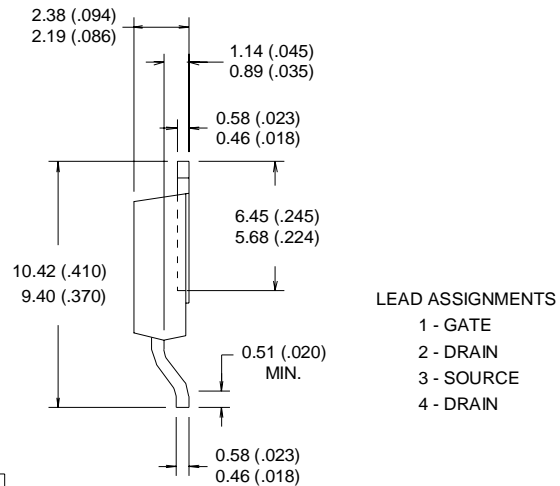 2.38 (.094)
2.19 (.086)
1.14 (.045)
0.89 (.035)
0.58 (.023)
0.46 (.018)
6.45 (.245)
5.68 (.224)
10.42 (.410)
9.40 (.370)
LEAD ASSIGNMENTS
1 - GATE
2 - DRAIN
3 - SOURCE
4 - DRAIN
0.51 (.020)
MIN.
0.58 (.023)
0.46 (.018)